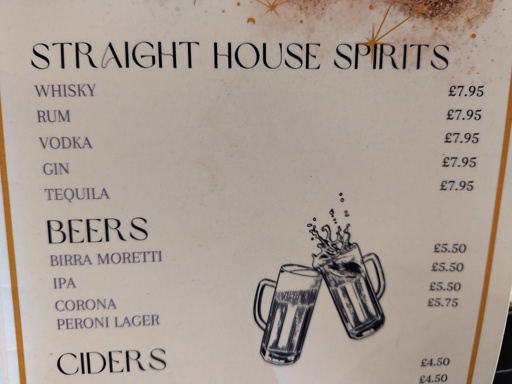 STRAIGHT HOUSE SPIRITS
WHISKY £7.95
RUM £7.95
VODKA £7.95
GIN £7.95
TEQUILA £7.95
BEERS
BIRRA MORETTI £5.50
IPA £5.50
CORONA £5.50
PERONI LAGER £5.75
CIDERS
£4.50
£4.50